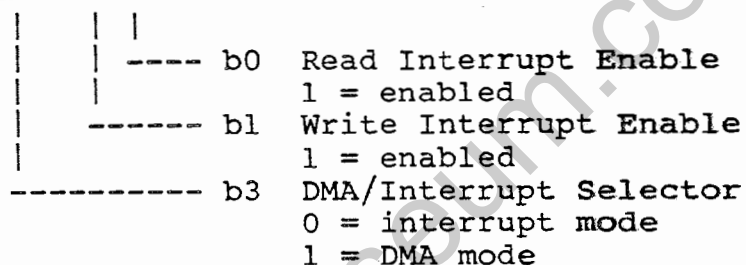 b0 Read Interrupt Enable
1 = enabled
b1 Write Interrupt Enable
1 = enabled
b3 DMA/Interrupt Selector
0 = interrupt mode
1 = DMA mode